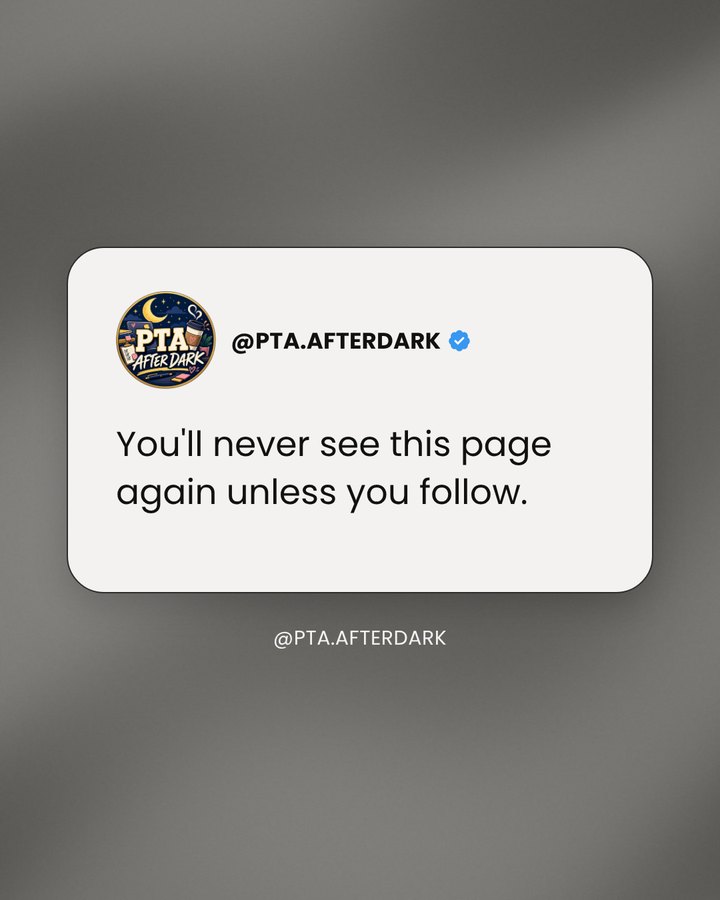 PTA
AFTER DARK
@PTA.AFTERDARK
You'll never see this page
again unless you follow.
@PTA.AFTERDARK